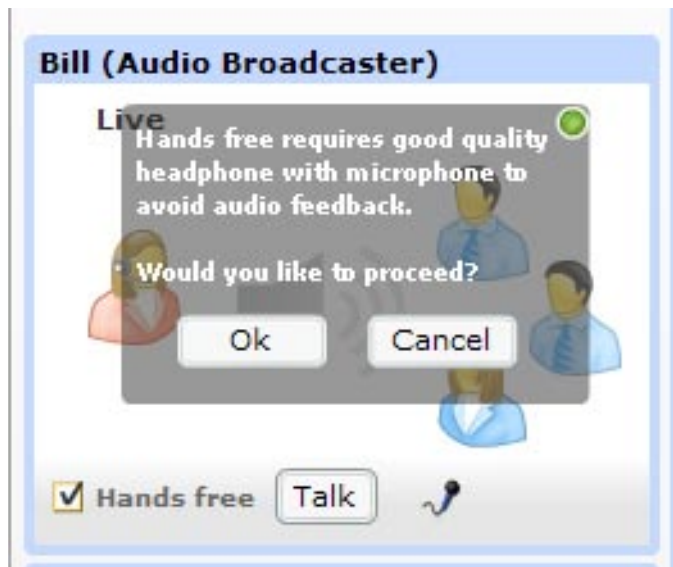 Bill (Audio Broadcaster)
Live
Hands free requires good quality
headphone with microphone to
avoid audio feedback.
Would you like to proceed?
Ok Cancel
Hands free Talk